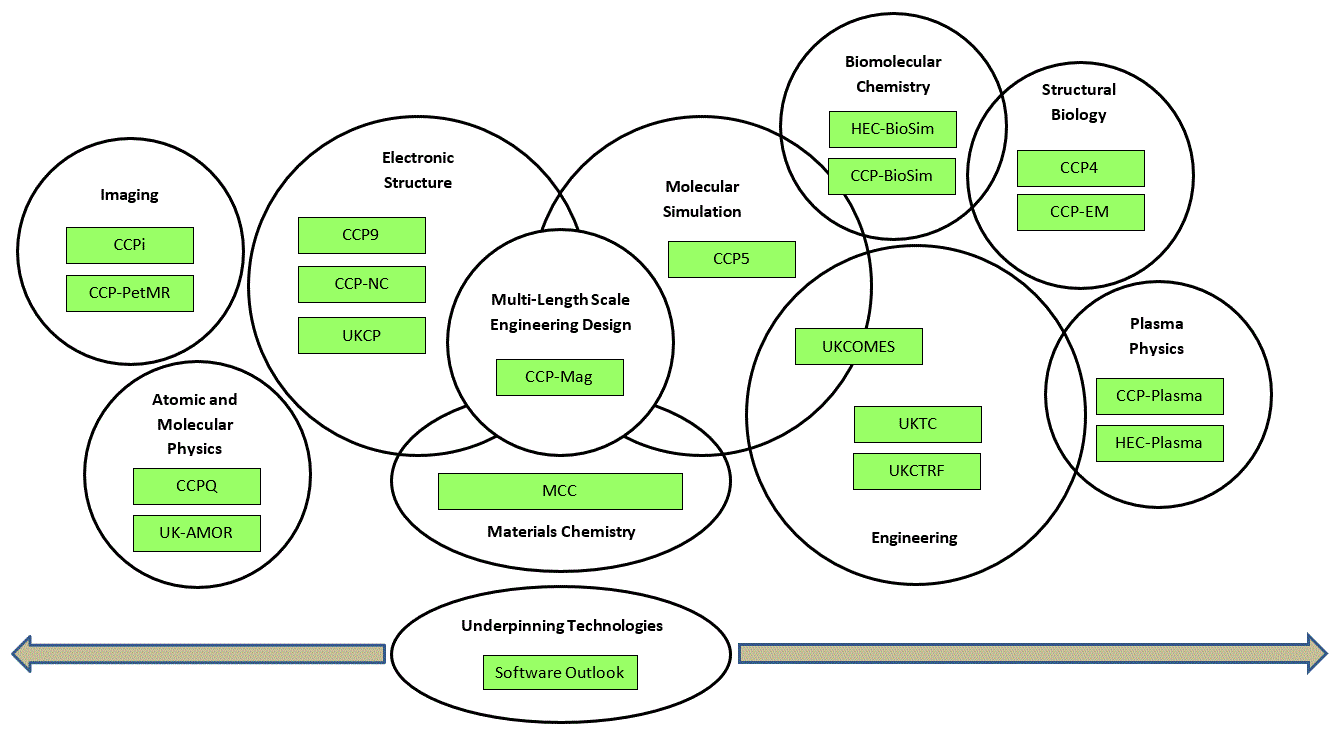 Imaging
CCPi
CCP-PetMR
Atomic and
Molecular
Physics
CCPQ
UK-AMOR
Electronic
Structure
CCP9
CCP-NC
UKCP
Multi-Length Scale
Engineering Design
CCP-Mag
MCC
Materials Chemistry
Molecular
Simulation
CCP5
Biomolecular
Chemistry
HEC-BioSim
CCP-BioSim
Structural
Biology
CCP4
CCP-EM
UKCOMES
UKTC
UKCTRF
Engineering
Plasma
Physics
CCP-Plasma
HEC-Plasma
Underpinning Technologies
Software Outlook